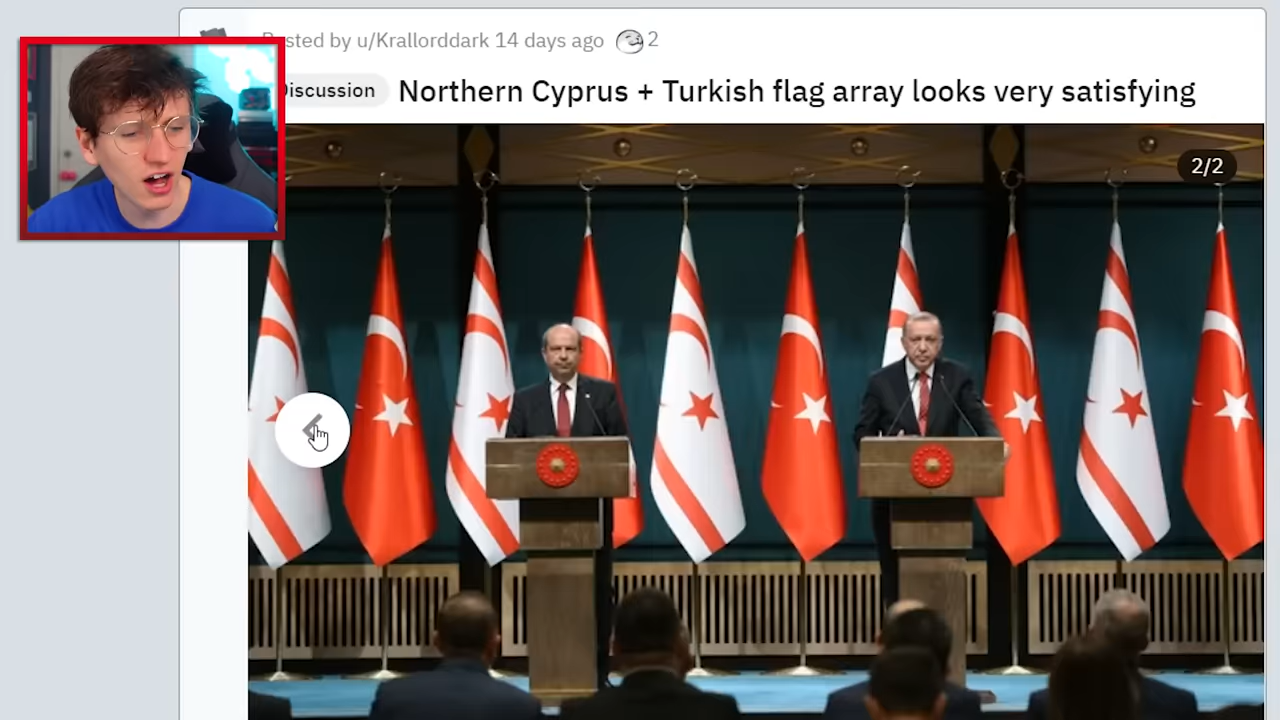 Posted by u/Krallorddark 14 days ago 2
Discussion Northern Cyprus + Turkish flag array looks very satisfying
2/2